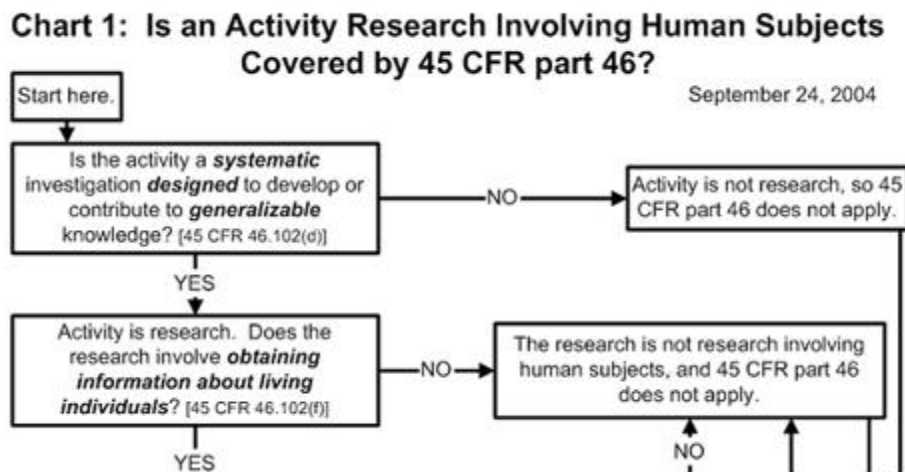 Chart 1: Is an Activity Research Involving Human Subjects
Covered by 45 CFR part 46?
Start here.
September 24, 2004
Is the activity a systematic
investigation designed to develop or
contribute to generalizable
knowledge? [45 CFR 46.102(d)]
NO
Activity is not research, so 45
CFR part 46 does not apply.
YES
Activity is research. Does the
research involve obtaining
information about living
individuals? [45 CFR 46.102(f)]
NO
The research is not research involving
human subjects, and 45 CFR part 46
does not apply.
NO
YES